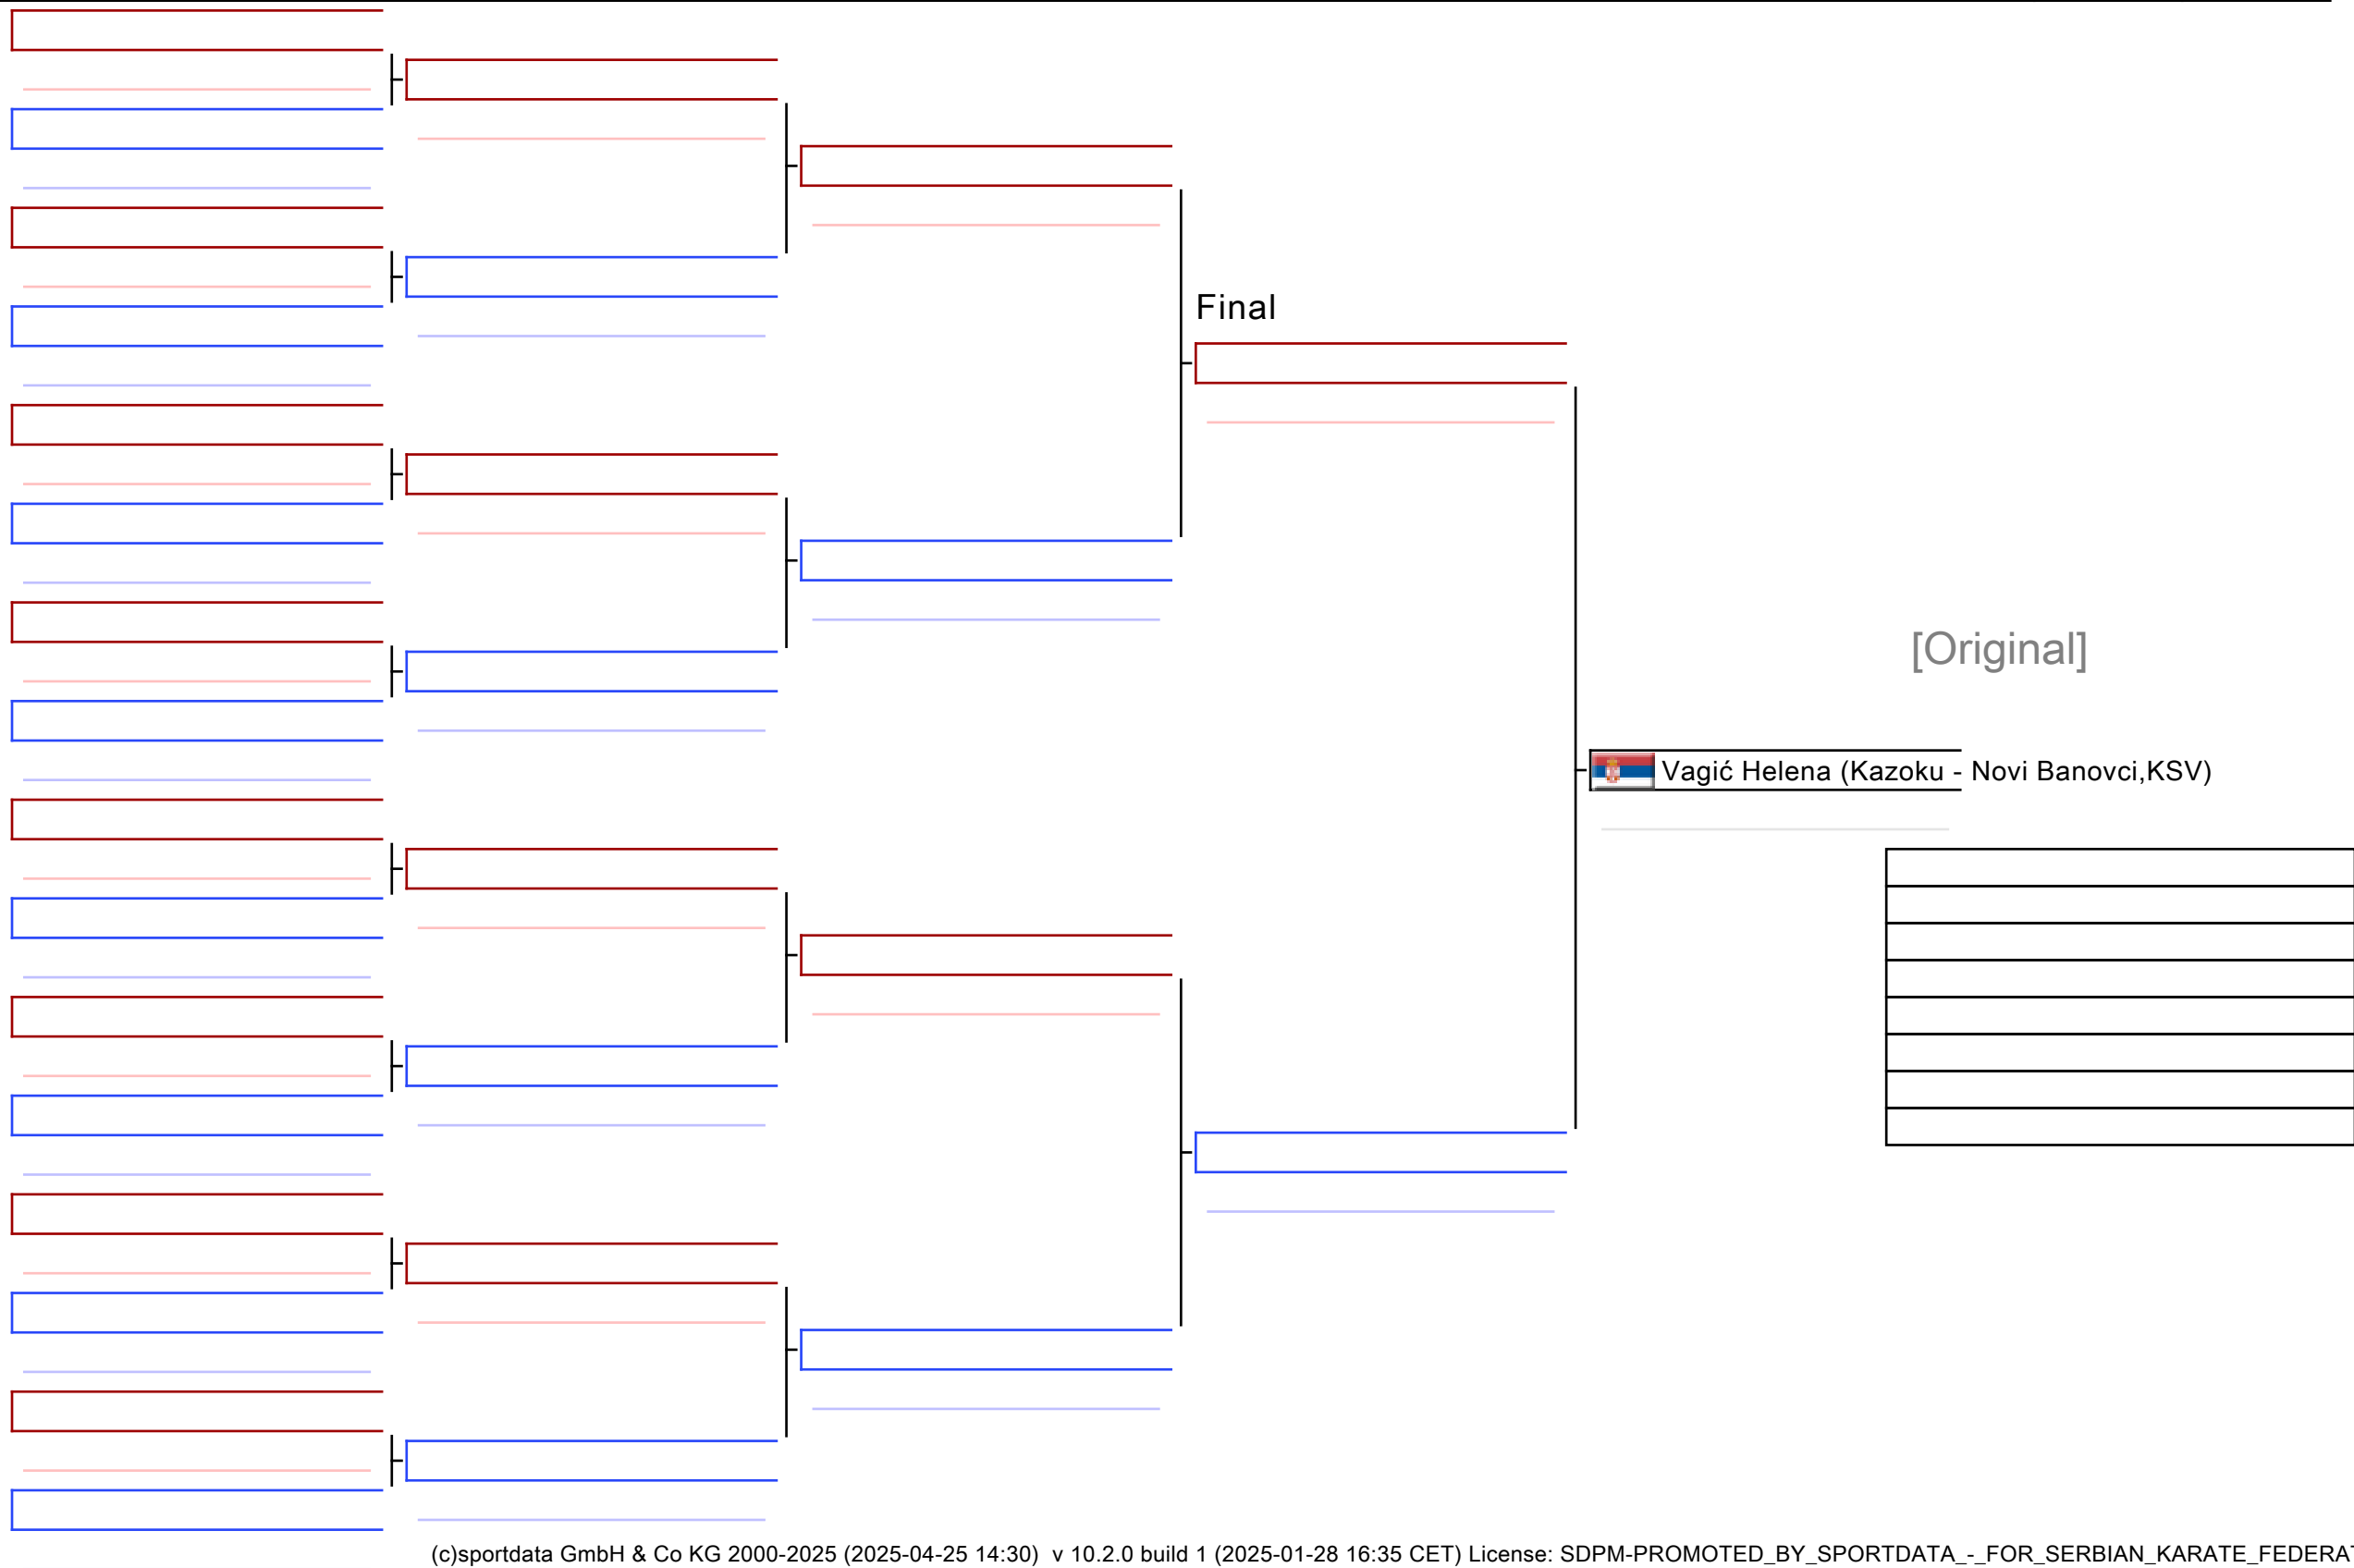 Final
[Original]
Vagić Helena (Kazoku - Novi Banovci,KSV)
(c)sportdata GmbH & Co KG 2000-2025 (2025-04-25 14:30)  v 10.2.0 build 1 (2025-01-28 16:35 CET) License: SDPM-PROMOTED_BY_SPORTDATA_-_FOR_SERBIAN_KARATE_FEDERAT